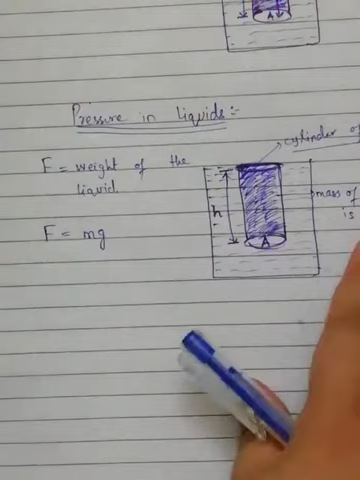 A
Pressure in liquids:-
cylinder of
F = weight of the
liquid.
h
mass of
is
A
F = mg